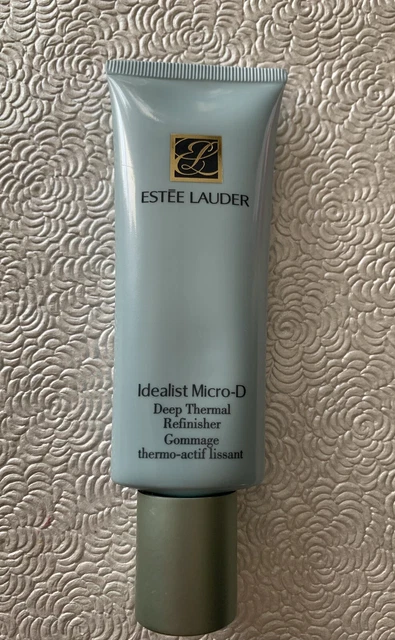 EL
ESTĒE LAUDER
Idealist Micro-D
Deep Thermal
Refinisher
Gommage
thermo-actif lissant